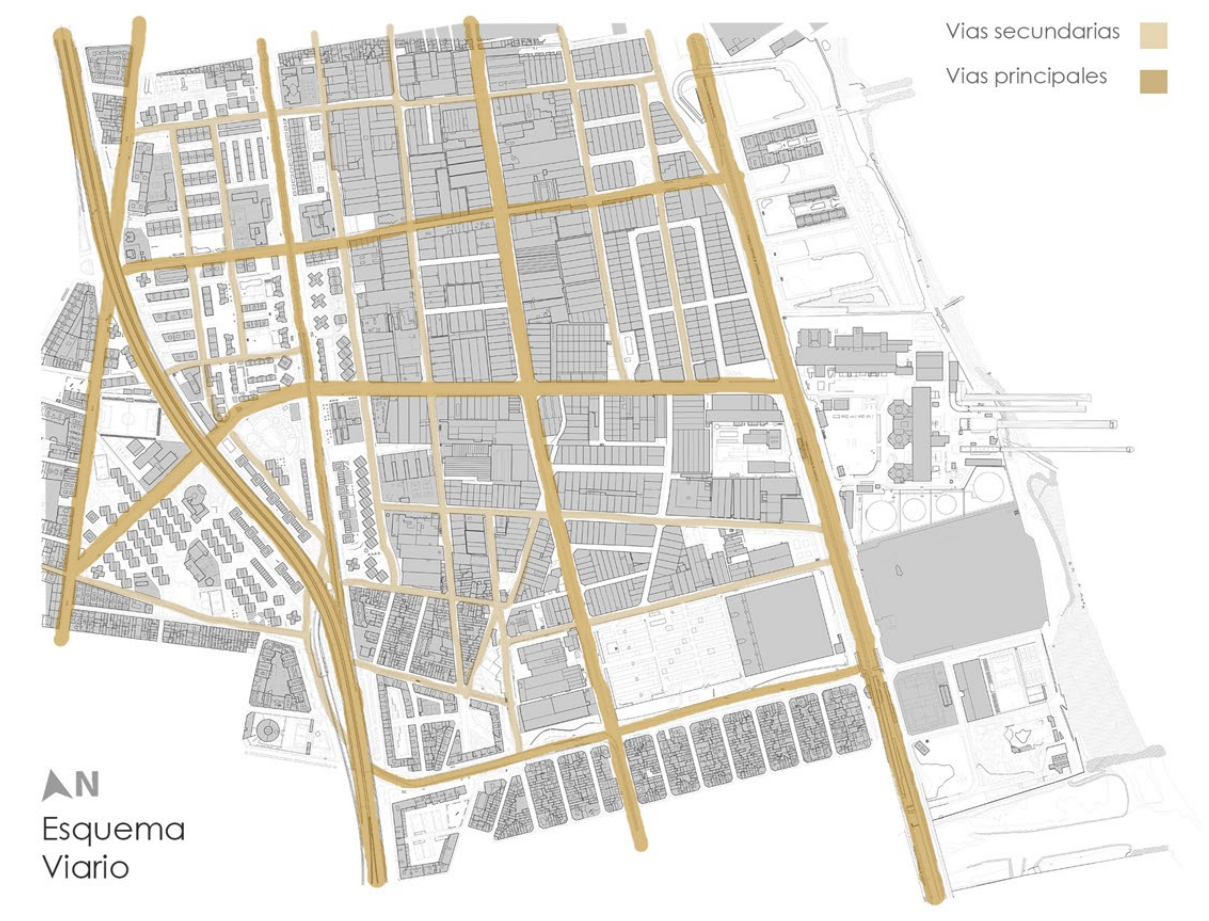 Vias secundarias
Vias principales
N
Esquema
Viario